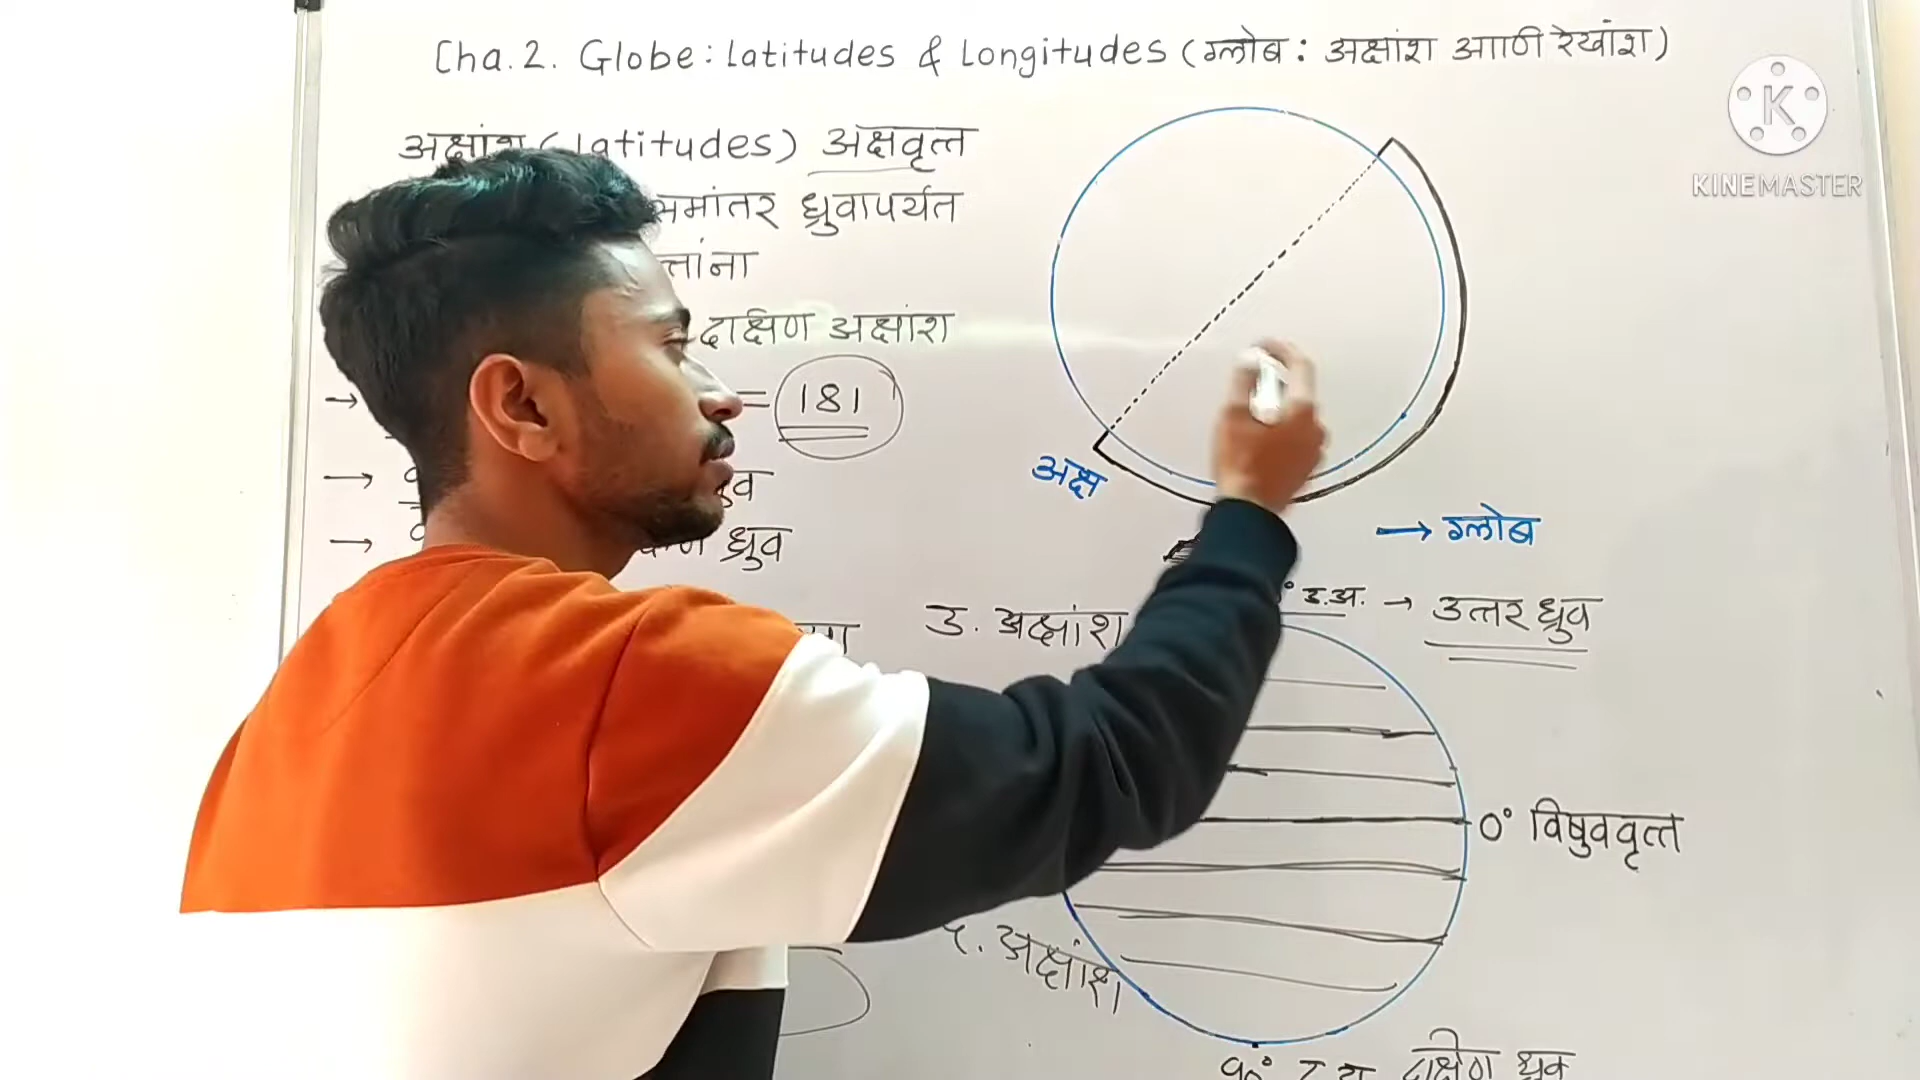 Cha.2. Globe: Latitudes & Longitudes (ग्लोब : अक्षांश आणि रेखांश)
KINEMASTER
अक्षांश (Latitudes) अक्षवृत्त
समांतर ध्रुवापर्यंत
दक्षिण अक्षांश
→ = 181
अक्ष
→ ध्रुव
→ ग्लोब
→ ध्रुव
उ. अक्षांश
° उ.अ. → उत्तर ध्रुव
0° विषुववृत्त
द. अक्षांश
90° द.अ. दक्षिण ध्रुव